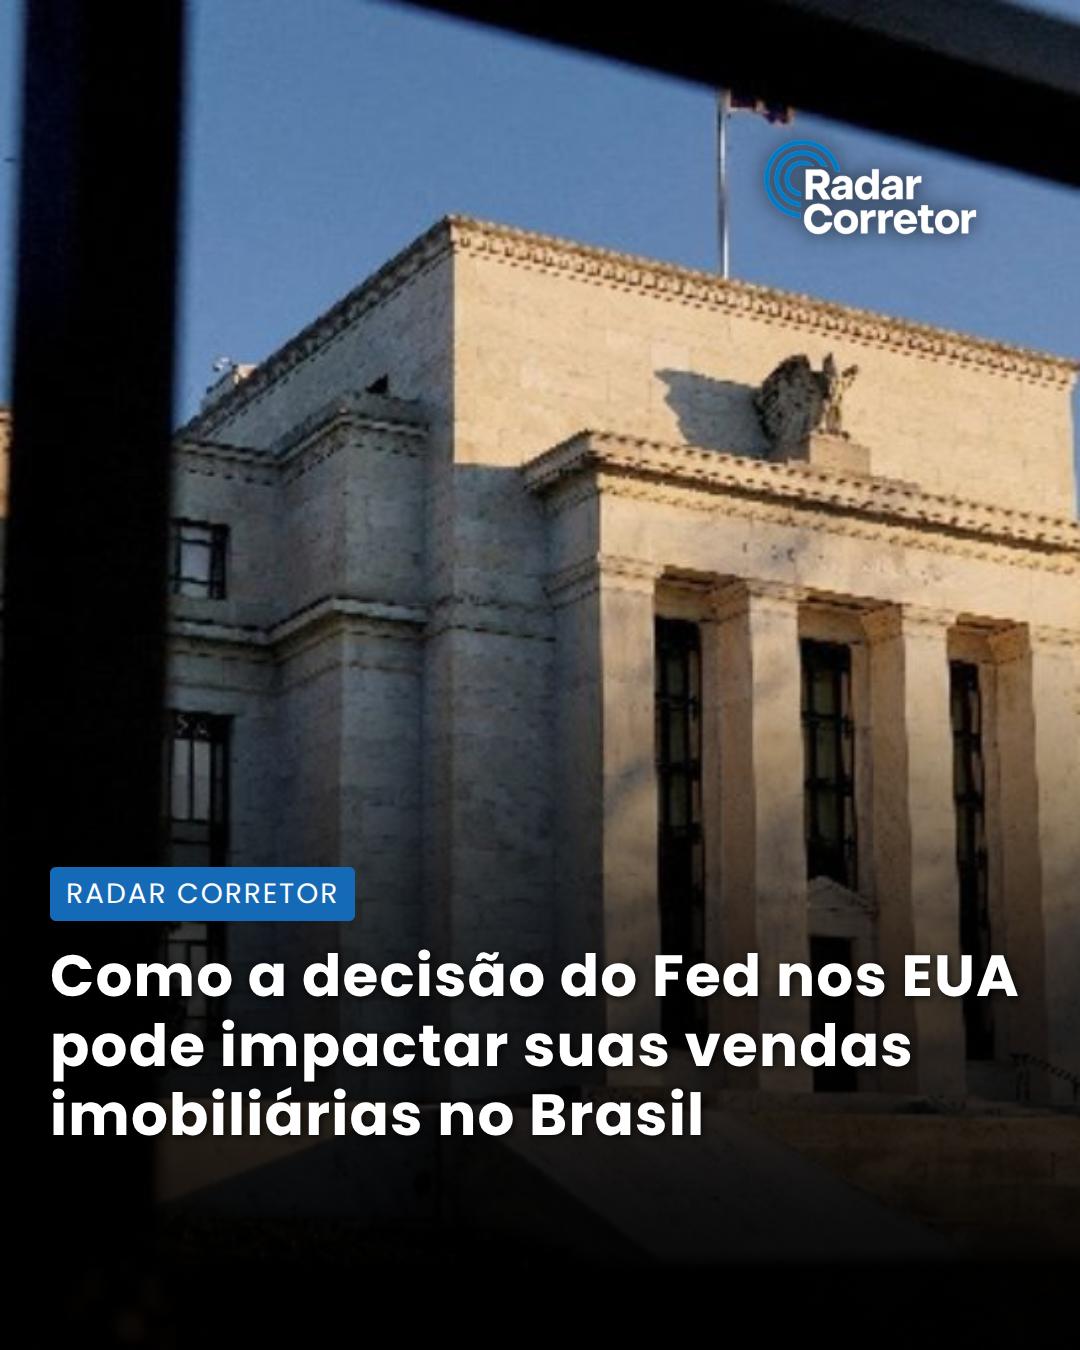 Radar
Corretor
RADAR CORRETOR
Como a decisão do Fed nos EUA
pode impactar suas vendas
imobiliárias no Brasil